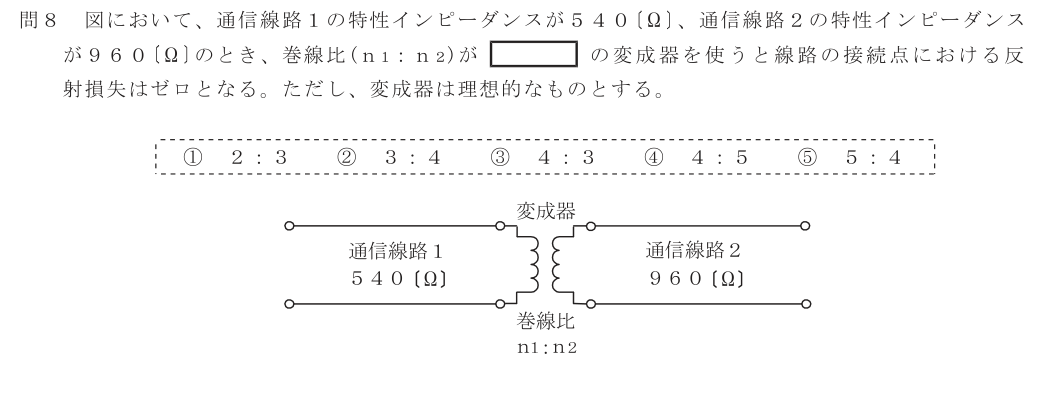 問８　図において、通信線路１の特性インピーダンスが５４０〔Ω〕、通信線路２の特性インピーダンス
が９６０〔Ω〕のとき、巻線比(n1：n2)が　　　　の変成器を使うと線路の接続点における反
射損失はゼロとなる。ただし、変成器は理想的なものとする。
①　２：３　　②　３：４　　③　４：３　　④　４：５　　⑤　５：４
変成器
通信線路１　通信線路２
５４０〔Ω〕　９６０〔Ω〕
巻線比
n1:n2